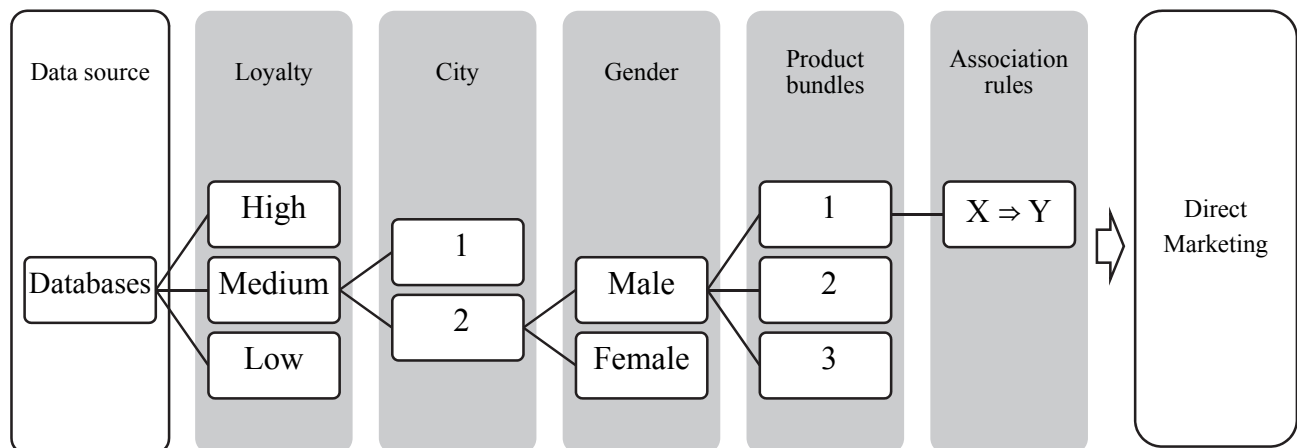 Data source
Loyalty
City
Gender
Product
bundles
Association
rules
Databases
High
Medium
Low
1
2
Male
Female
1
2
3
X ⇒ Y
Direct
Marketing